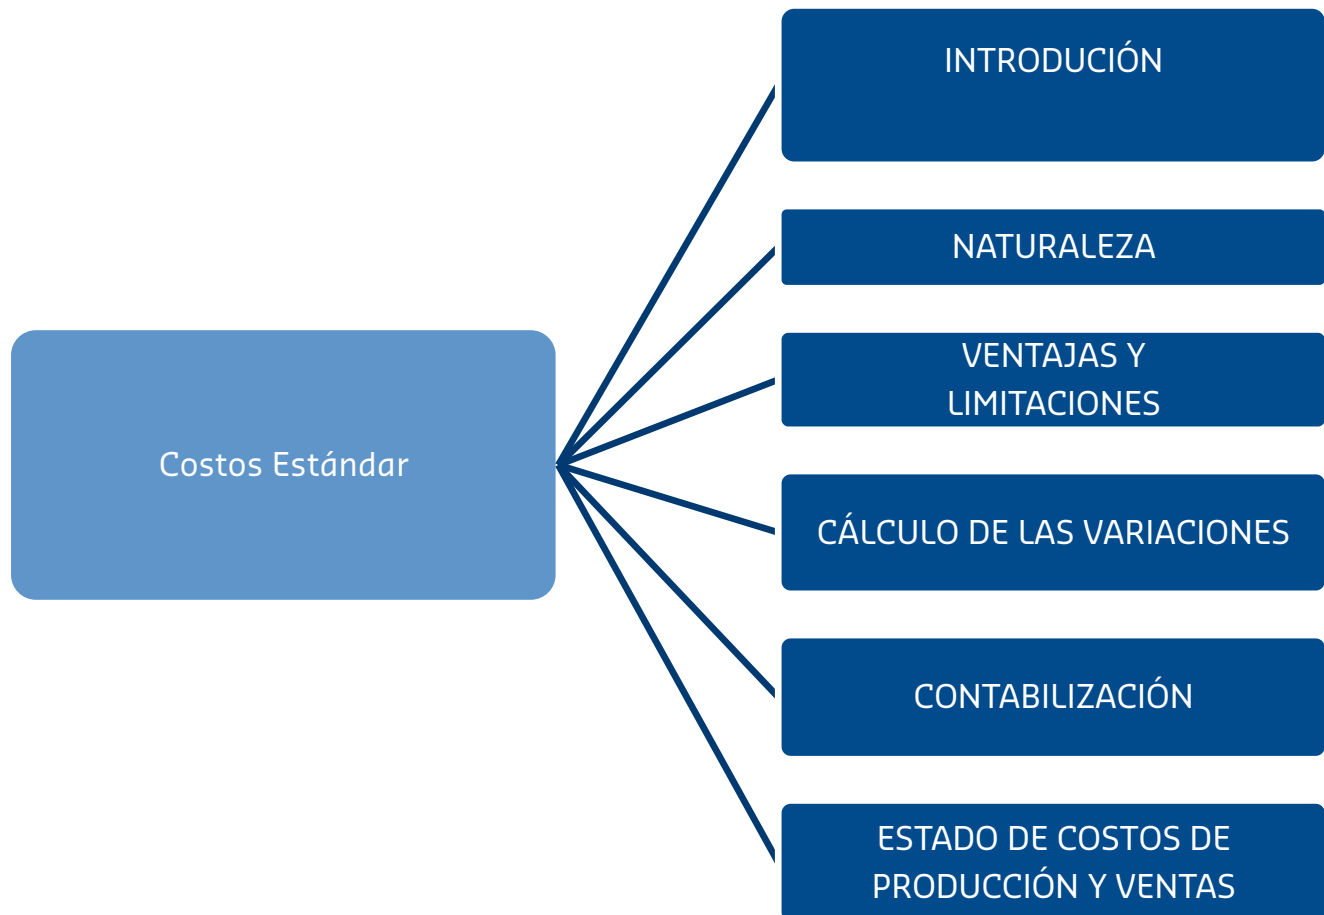 INTRODUCIÓN
NATURALEZA
VENTAJAS Y
LIMITACIONES
Costos Estándar
CÁLCULO DE LAS VARIACIONES
CONTABILIZACIÓN
ESTADO DE COSTOS DE
PRODUCCIÓN Y VENTAS